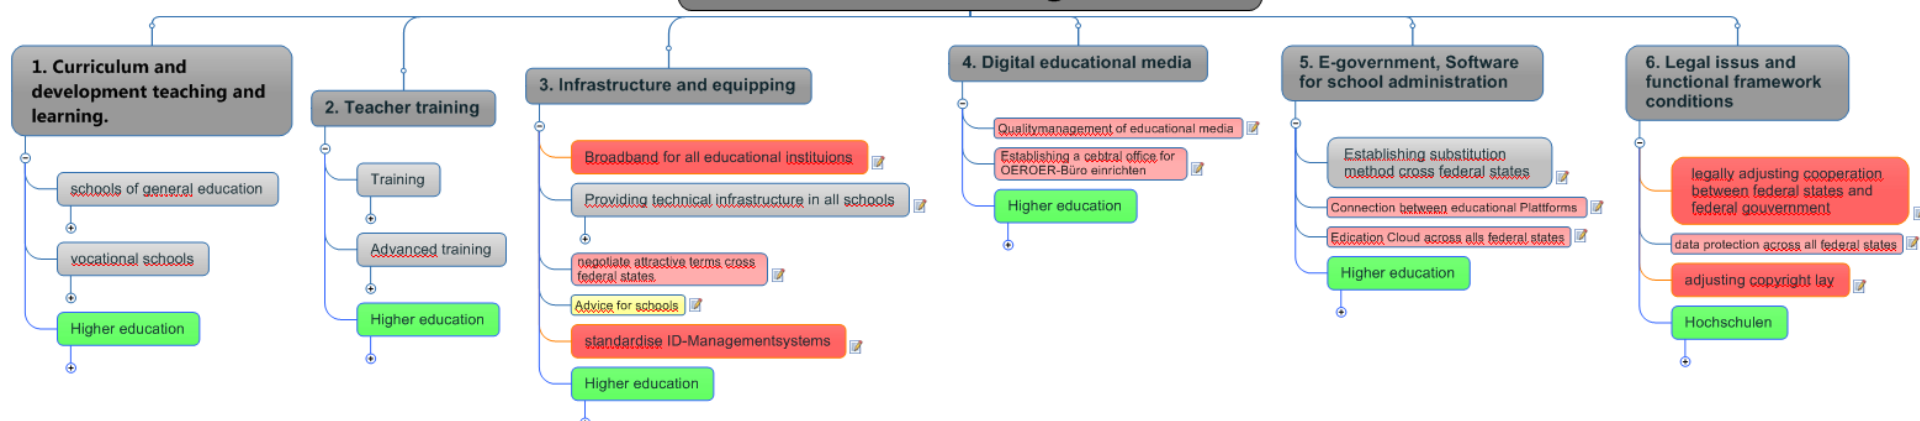 1. Curriculum and
development teaching and
learning.
schools of general education
vocational schools
Higher education
2. Teacher training
Training
Advanced training
Higher education
3. Infrastructure and equipping
Broadband for all educational instituions
Providing technical infrastructure in all schools
negotiate attractive terms cross
federal states.
Advice for schools
standardise ID-Managementsystems
Higher education
4. Digital educational media
Qualitymanagement of educational media
Establishing a cebtral office for
OEROER-Büro einrichten
Higher education
5. E-government, Software
for school administration
Establishing substitution
method cross federal states
Connection between educational Plattforms
Edication Cloud across alls federal states
Higher education
6. Legal issus and
functional framework
conditions
legally adjusting cooperation
between federal states and
federal gouvernment
data protection across all federal states
adjusting copyright lay
Hochschulen